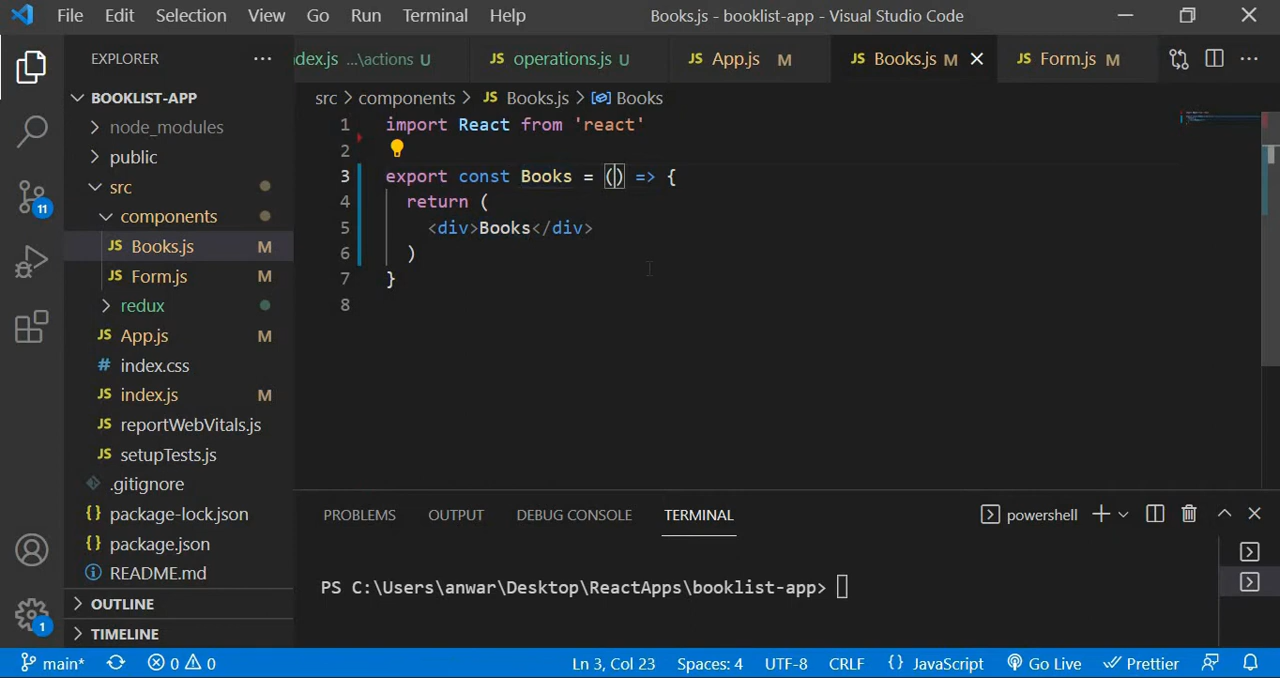 File Edit Selection View Go Run Terminal Help Books.js - booklist-app - Visual Studio Code
EXPLORER ndex.js ...\actions U JS operations.js U JS App.js M JS Books.js M JS Form.js M
BOOKLIST-APP
node_modules
public
src
components
JS Books.js M
JS Form.js M
redux
JS App.js M
# index.css
JS index.js M
JS reportWebVitals.js
JS setupTests.js
.gitignore
{} package-lock.json
{} package.json
README.md
OUTLINE
TIMELINE
11
1
src > components > JS Books.js > Books
1 import React from 'react'
2
3 export const Books = () => {
4 return (
5 <div>Books</div>
6 )
7 }
8
PROBLEMS OUTPUT DEBUG CONSOLE TERMINAL powershell
PS C:\Users\anwar\Desktop\ReactApps\booklist-app>
main* 0 0 Ln 3, Col 23 Spaces: 4 UTF-8 CRLF {} JavaScript Go Live Prettier